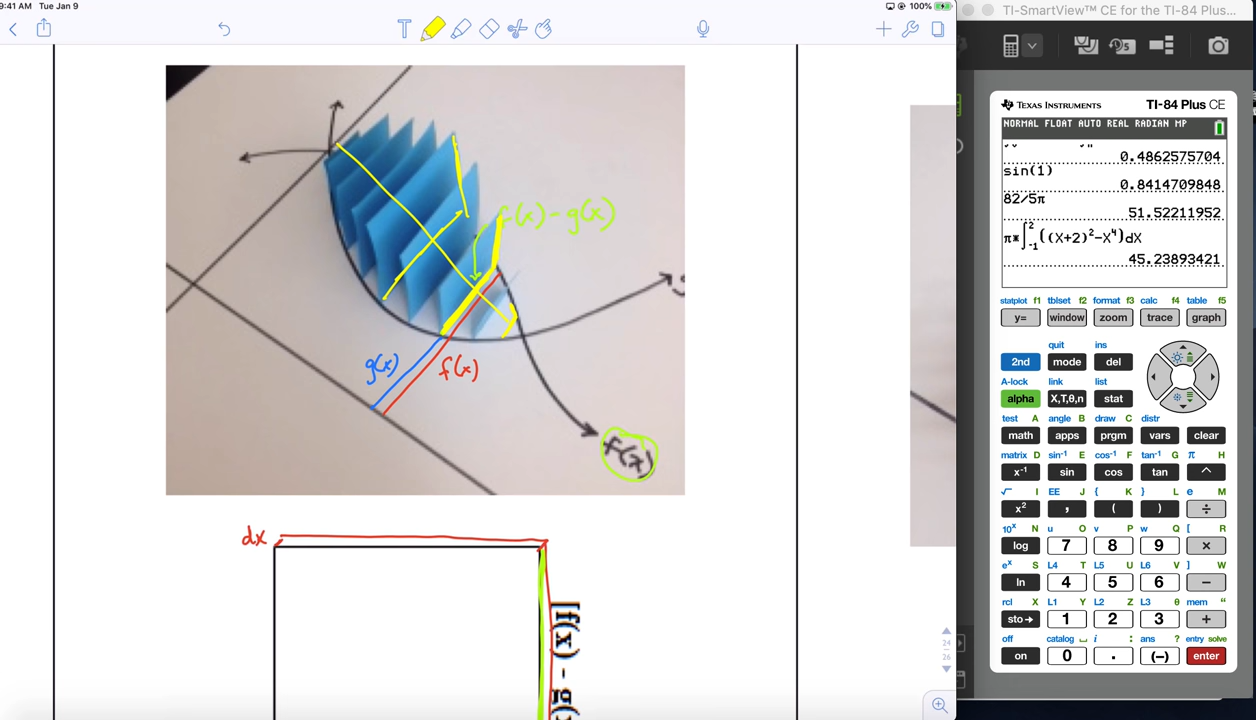 9:41 AM Tue Jan 9
100%
T
f(x) - g(x)
g(x)
f(x)
f(x)
dx
[f(x) - g(x
24
26
TI-SmartView™ CE for the TI-84 Plus...
TEXAS INSTRUMENTS TI-84 Plus CE
NORMAL FLOAT AUTO REAL RADIAN MP
0.4862575704
sin(1)
0.8414709848
82/5π
51.52211952
π*∫₋₁²((X+2)²-X⁴)dX
45.23893421
statplot f1 tblset f2 format f3 calc f4 table f5
y= window zoom trace graph
quit ins
2nd mode del
A-lock link list
alpha X,T,θ,n stat
test A angle B draw C distr
math apps prgm vars clear
matrix D sin⁻¹ E cos⁻¹ F tan⁻¹ G π H
x⁻¹ sin cos tan ^
√ I EE J { K } L e M
x² , ( ) ÷
10ˣ N u O v P w Q [ R
log 7 8 9 ×
eˣ S L4 T L5 U L6 V ] W
ln 4 5 6 −
rcl X L1 Y L2 Z L3 θ mem “
sto→ 1 2 3 +
off catalog ⎵ i : ans ? entry solve
on 0 . (−) enter